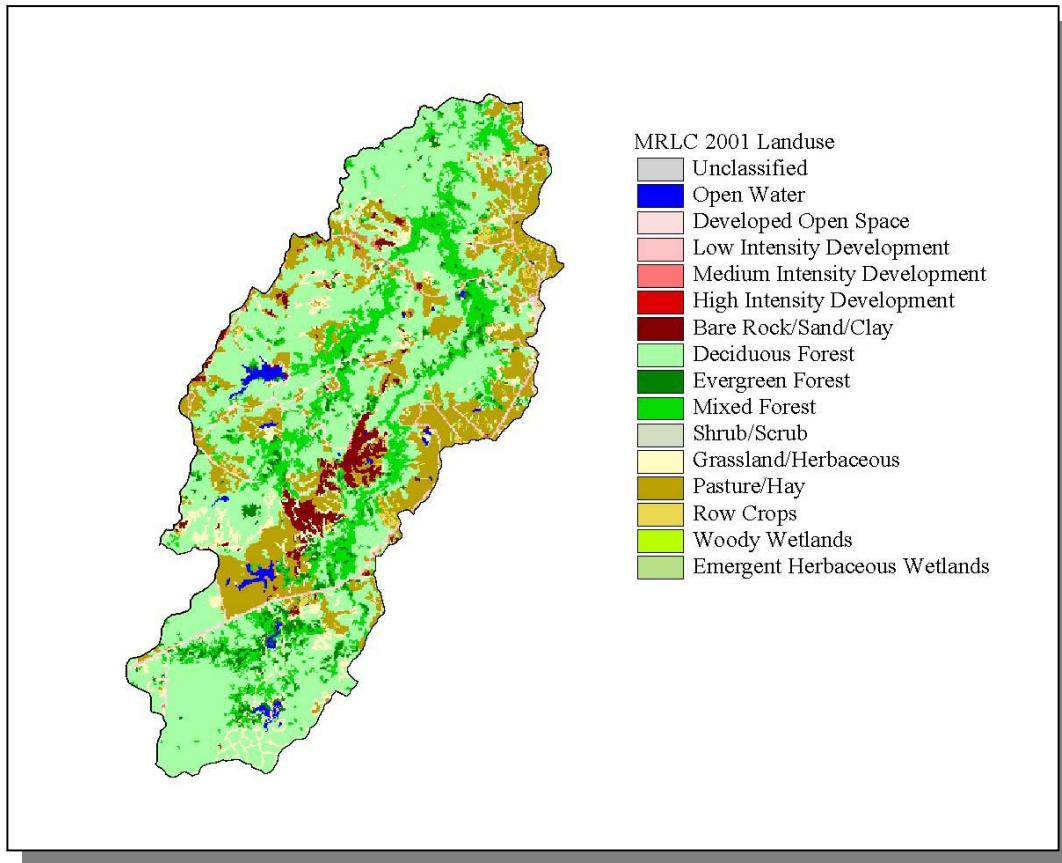 MRLC 2001 Landuse
Unclassified
Open Water
Developed Open Space
Low Intensity Development
Medium Intensity Development
High Intensity Development
Bare Rock/Sand/Clay
Deciduous Forest
Evergreen Forest
Mixed Forest
Shrub/Scrub
Grassland/Herbaceous
Pasture/Hay
Row Crops
Woody Wetlands
Emergent Herbaceous Wetlands